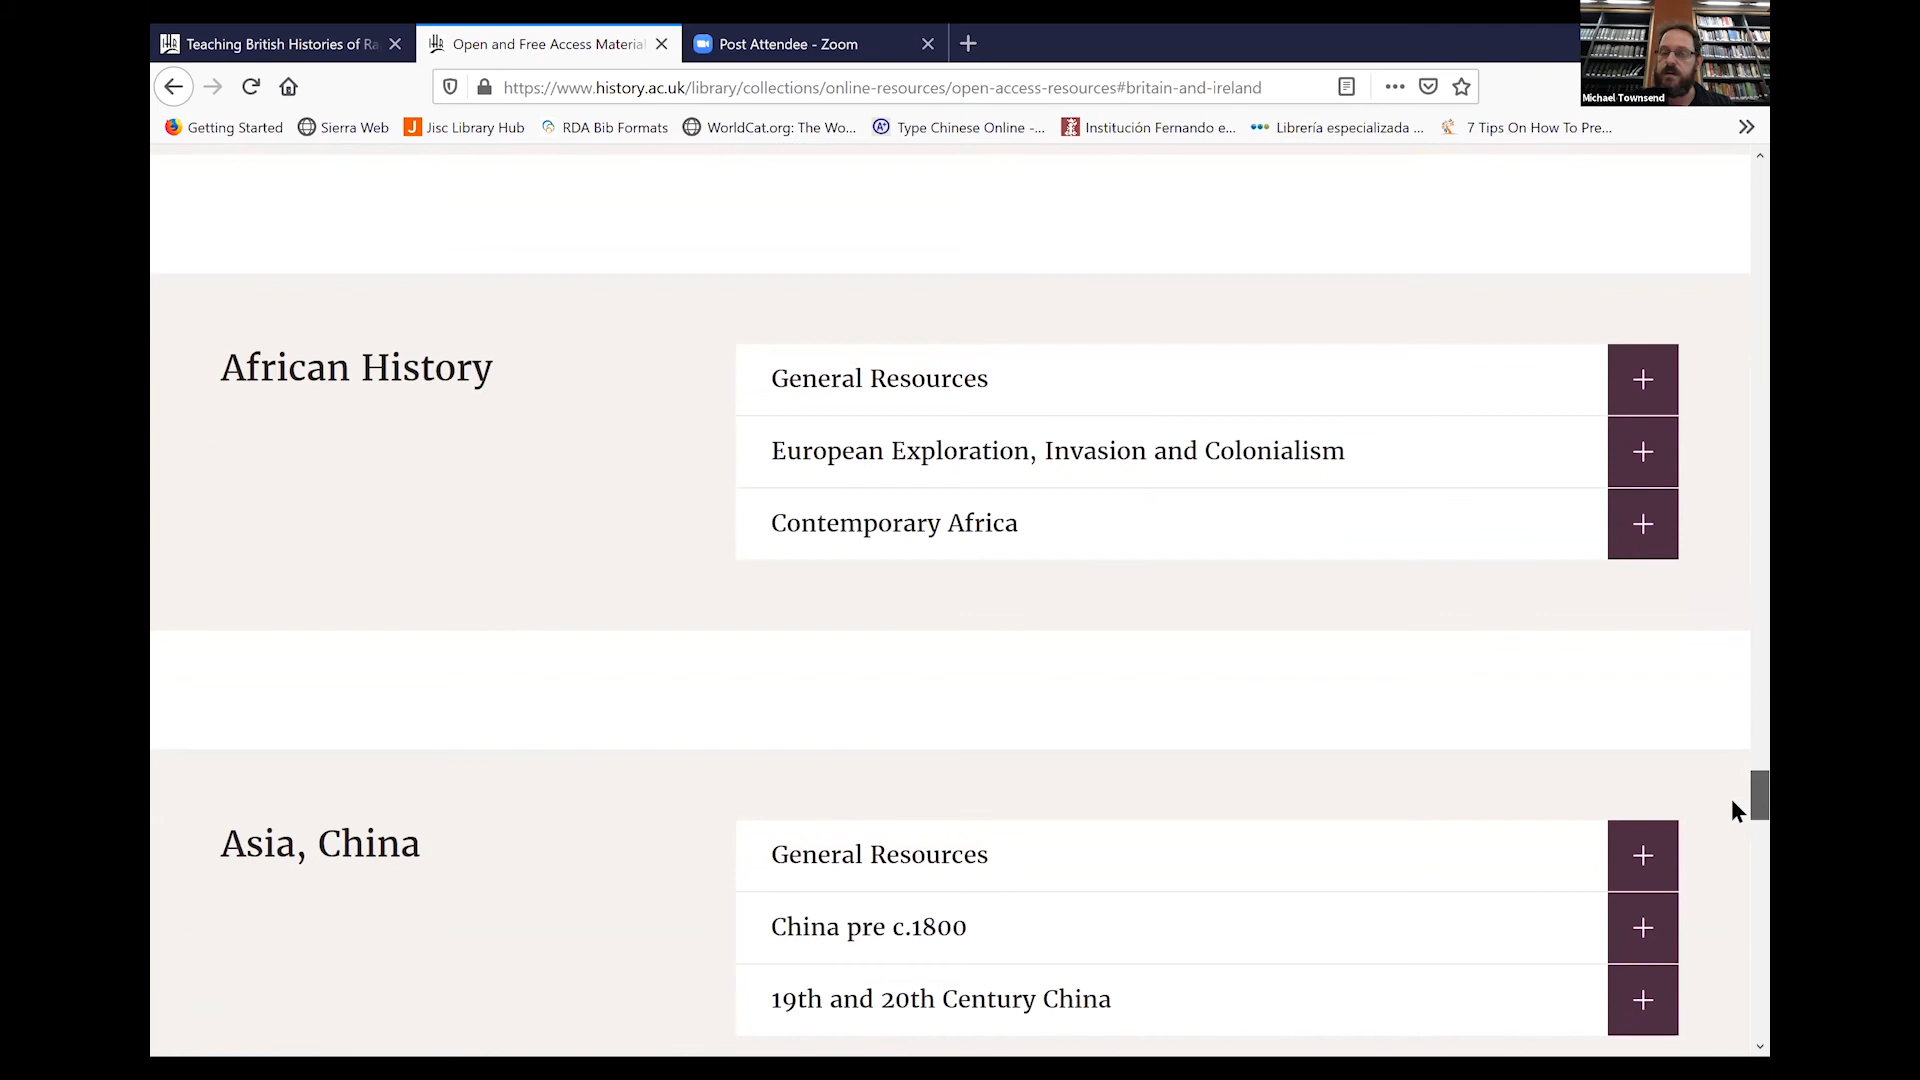 Teaching British Histories of Ra
Open and Free Access Materia
Post Attendee - Zoom
Michael Townsend
https://www.history.ac.uk/library/collections/online-resources/open-access-resources#britain-and-ireland
Getting Started
Sierra Web
Jisc Library Hub
RDA Bib Formats
WorldCat.org: The Wo...
Type Chinese Online -...
Institución Fernando e...
Librería especializada ...
7 Tips On How To Pre...
African History
General Resources
European Exploration, Invasion and Colonialism
Contemporary Africa
Asia, China
General Resources
China pre c.1800
19th and 20th Century China